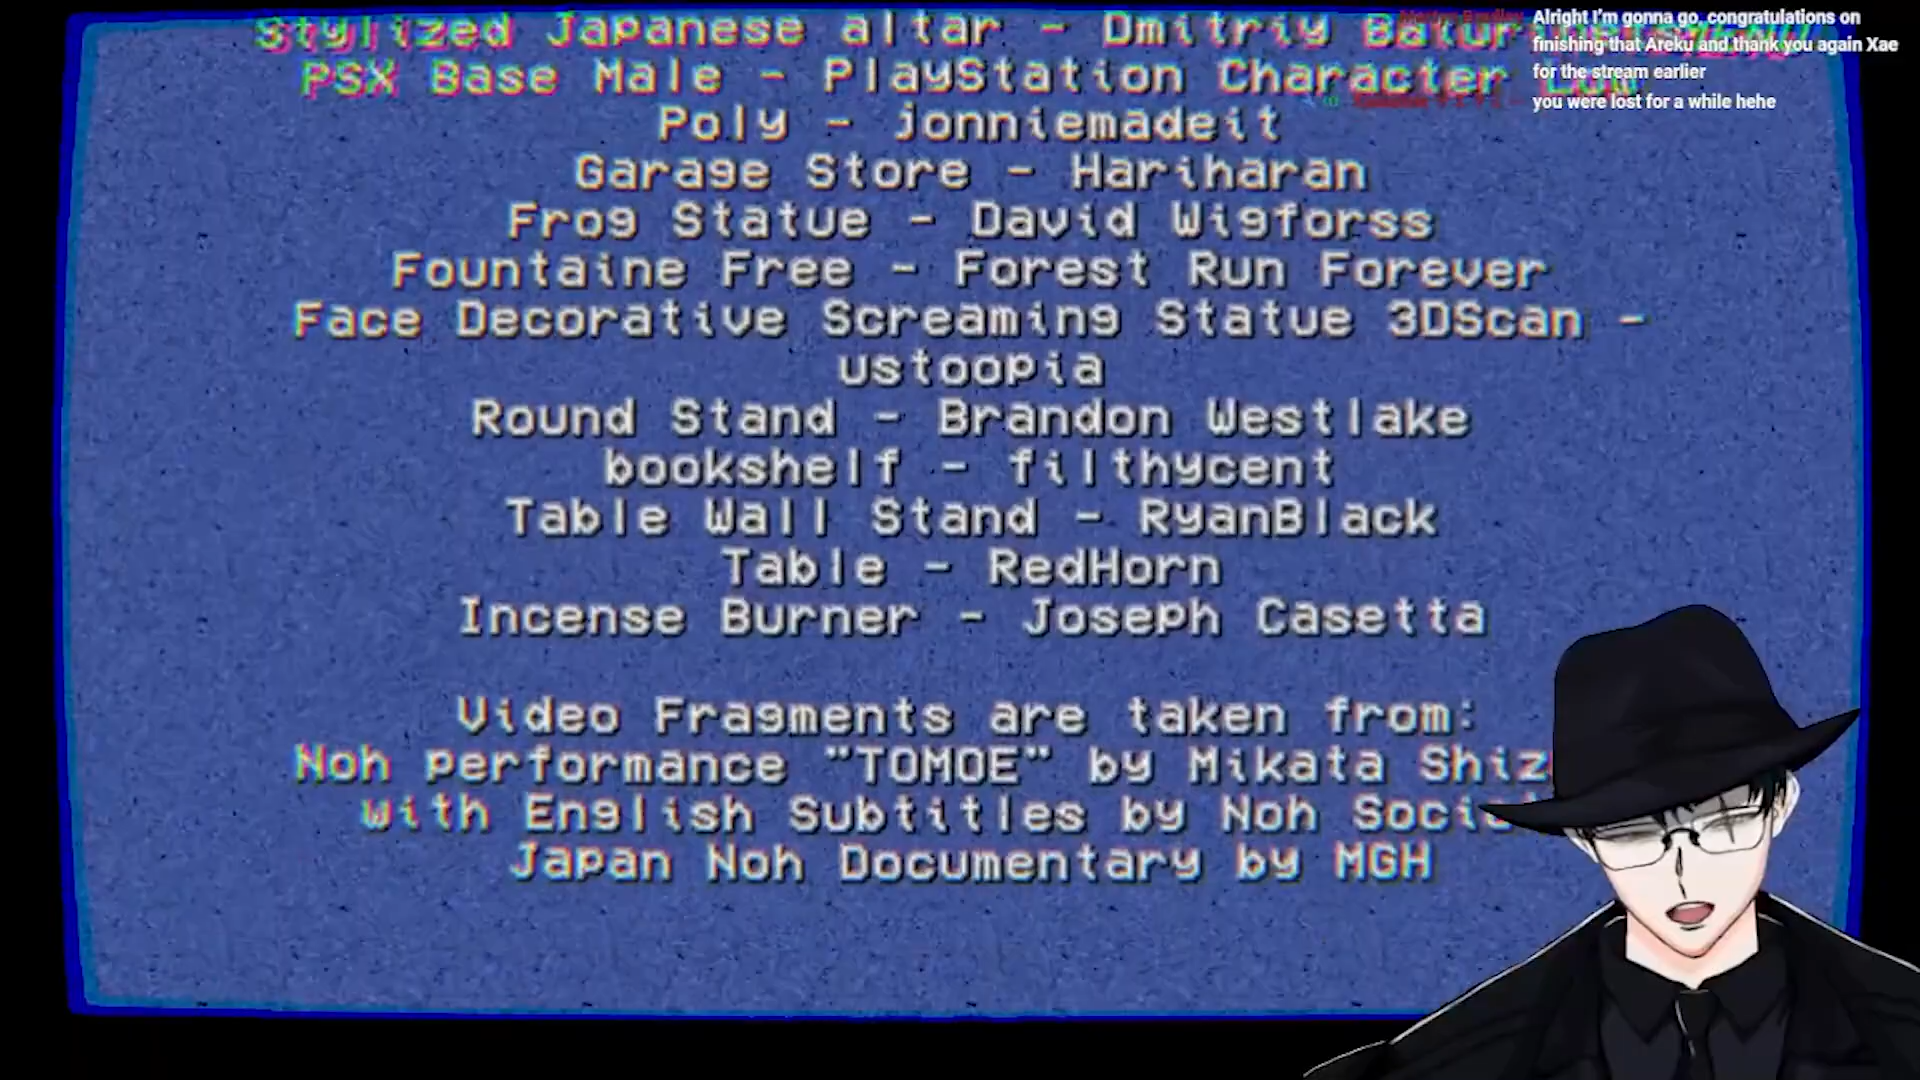 Stylized Japanese altar - Dmitriy
PSX Base Male - PlayStation Character Low
Poly - jonniemadeit
Garage Store - Hariharan
Frog Statue - David Wigforss
Fountaine Free - Forest Run Forever
Face Decorative Screaming Statue 3DScan -
ustoopia
Round Stand - Brandon Westlake
bookshelf - filthycent
Table Wall Stand - RyanBlack
Table - RedHorn
Incense Burner - Joseph Casetta
Video Fragments are taken from:
Noh performance "TOMOE" by Mikata
with English Subtitles by Noh
Japan Noh Documentary by MGH
Alright I'm gonna go, congratulations on
finishing that Areku and thank you again Xae
for the stream earlier
you were lost for a while hehe